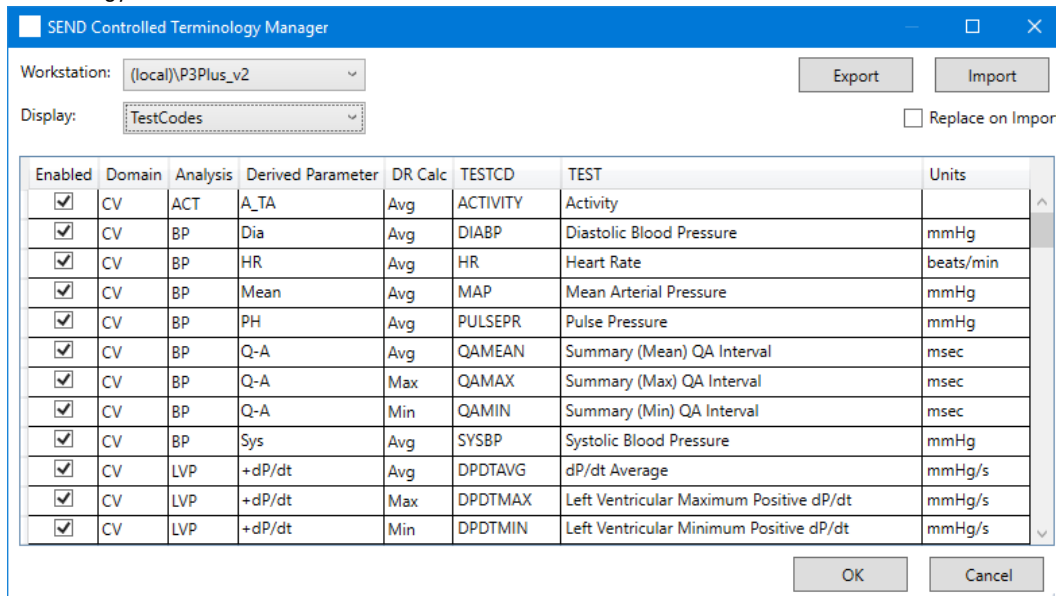 SEND Controlled Terminology Manager
Workstation: (local)\P3Plus_v2 Export Import
Display: TestCodes Replace on Impor
Enabled Domain Analysis Derived Parameter DR Calc TESTCD TEST Units
CV ACT A_TA Avg ACTIVITY Activity
CV BP Dia Avg DIABP Diastolic Blood Pressure mmHg
CV BP HR Avg HR Heart Rate beats/min
CV BP Mean Avg MAP Mean Arterial Pressure mmHg
CV BP PH Avg PULSEPR Pulse Pressure mmHg
CV BP Q-A Avg QAMEAN Summary (Mean) QA Interval msec
CV BP Q-A Max QAMAX Summary (Max) QA Interval msec
CV BP Q-A Min QAMIN Summary (Min) QA Interval msec
CV BP Sys Avg SYSBP Systolic Blood Pressure mmHg
CV LVP +dP/dt Avg DPDTAVG dP/dt Average mmHg/s
CV LVP +dP/dt Max DPDTMAX Left Ventricular Maximum Positive dP/dt mmHg/s
CV LVP +dP/dt Min DPDTMIN Left Ventricular Minimum Positive dP/dt mmHg/s
OK Cancel